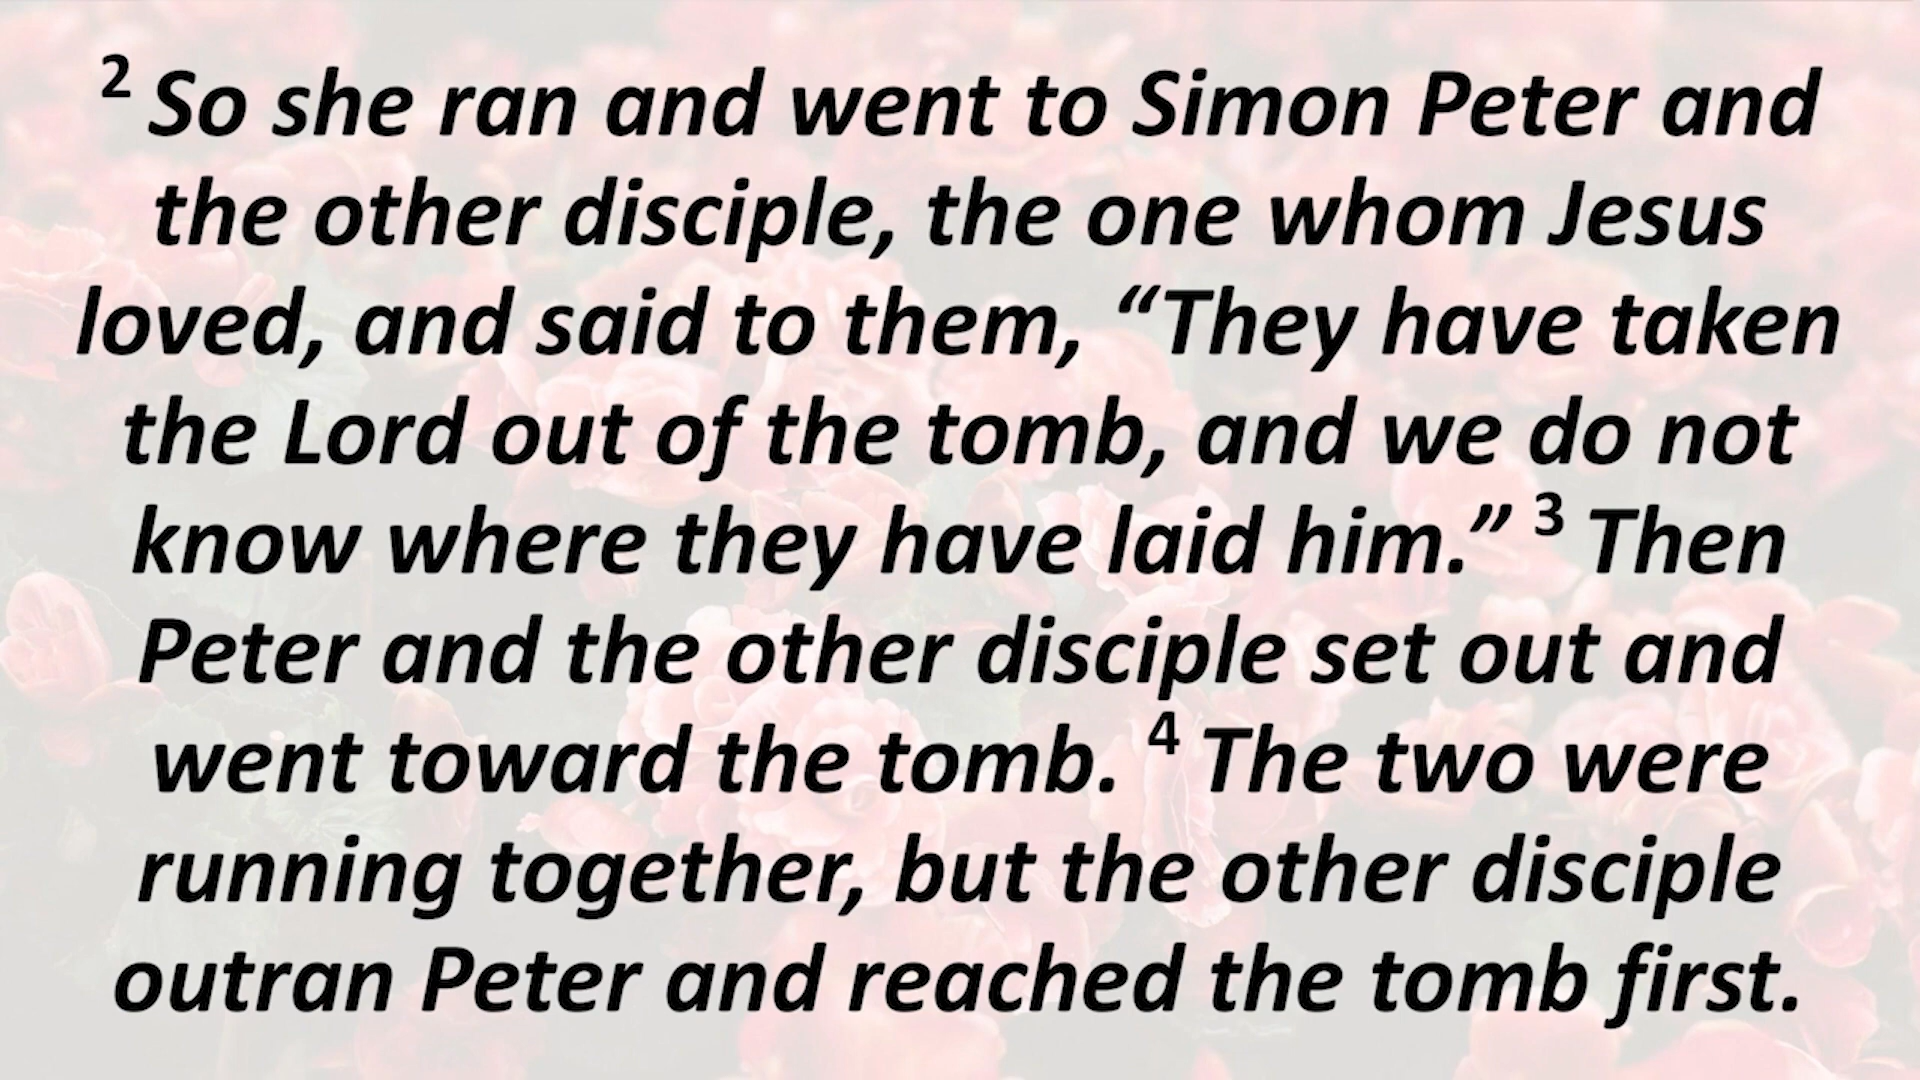 2 So she ran and went to Simon Peter and
the other disciple, the one whom Jesus
loved, and said to them, “They have taken
the Lord out of the tomb, and we do not
know where they have laid him.” 3 Then
Peter and the other disciple set out and
went toward the tomb. 4 The two were
running together, but the other disciple
outran Peter and reached the tomb first.